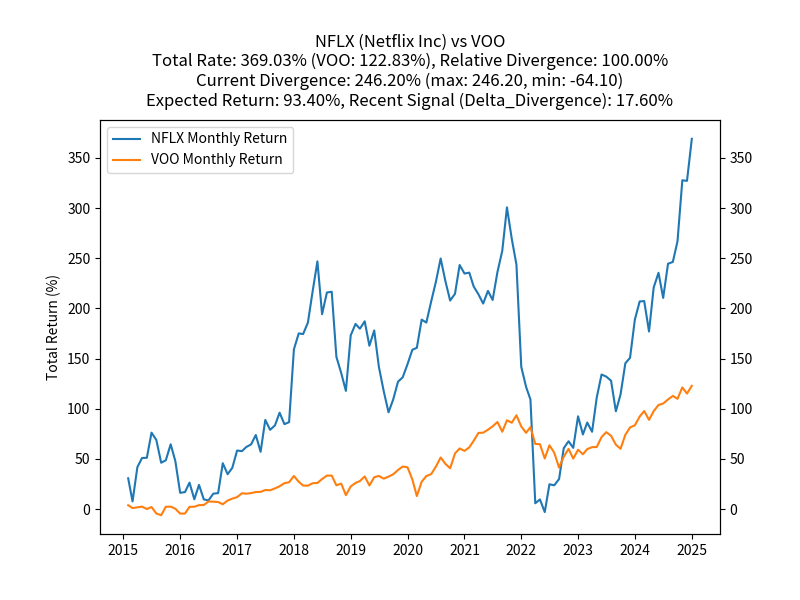 NFLX (Netflix Inc) vs VOO
Total Rate: 369.03% (VOO: 122.83%), Relative Divergence: 100.00%
Current Divergence: 246.20% (max: 246.20, min: -64.10)
Expected Return: 93.40%, Recent Signal (Delta_Divergence): 17.60%
NFLX Monthly Return
VOO Monthly Return
Total Return (%)
350 350
300 300
250 250
200 200
150 150
100 100
50 50
0 0
2015 2016 2017 2018 2019 2020 2021 2022 2023 2024 2025